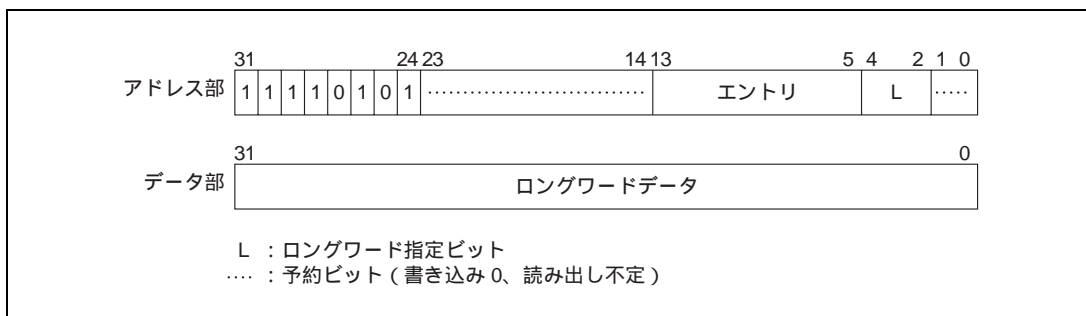 31 24 23 14 13 5 4 2 1 0
アドレス部 1 1 1 1 0 1 0 1 ................................ エントリ L .....
31 0
データ部 ロングワードデータ
L :ロングワード指定ビット
.... :予約ビット(書き込み 0、読み出し不定)